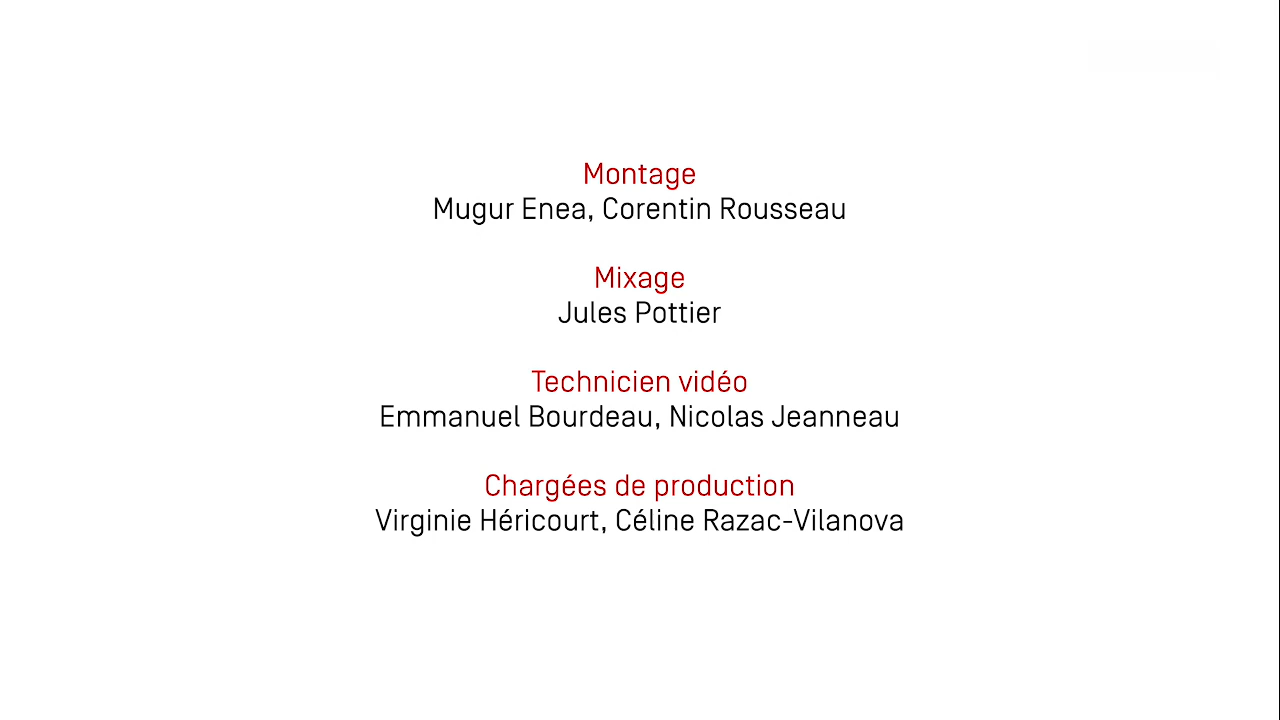 Montage
Mugur Enea, Corentin Rousseau
Mixage
Jules Pottier
Technicien vidéo
Emmanuel Bourdeau, Nicolas Jeanneau
Chargées de production
Virginie Héricourt, Céline Razac-Vilanova